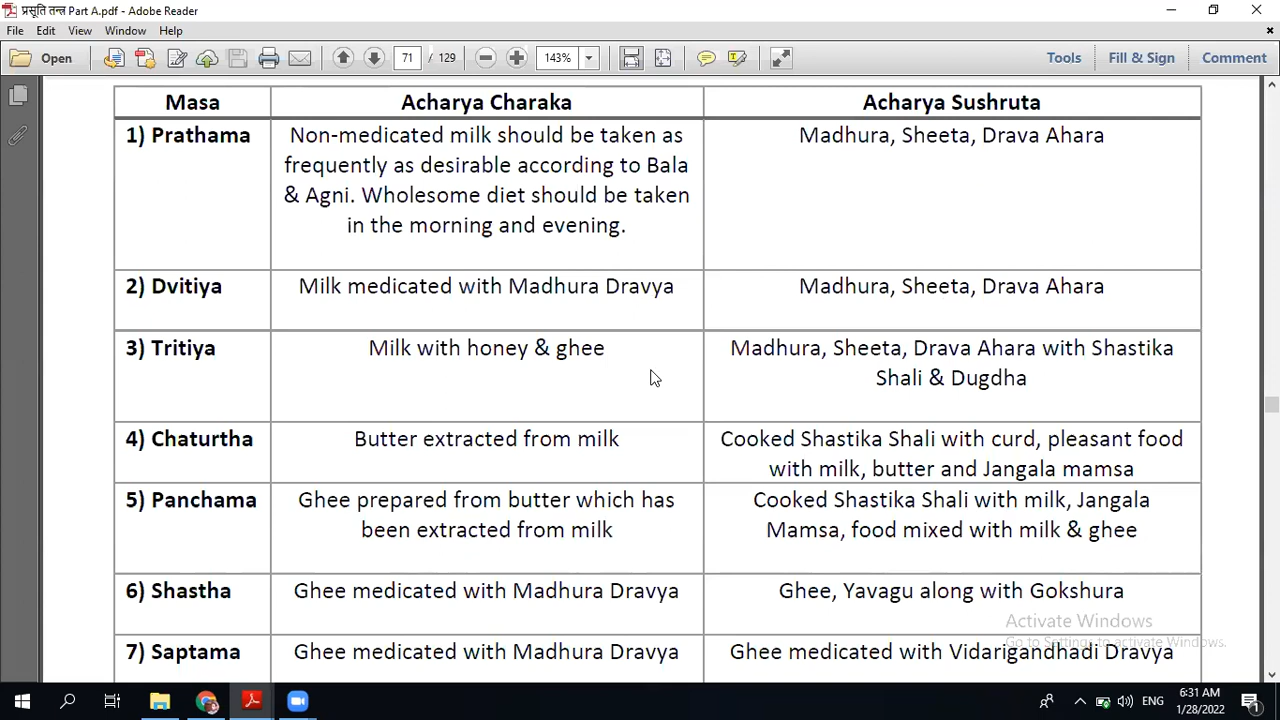 प्रसूति तन्त्र Part A.pdf - Adobe Reader
File Edit View Window Help
Open 71 / 129 143% Tools Fill & Sign Comment
Masa Acharya Charaka Acharya Sushruta
1) Prathama Non-medicated milk should be taken as Madhura, Sheeta, Drava Ahara
frequently as desirable according to Bala
& Agni. Wholesome diet should be taken
in the morning and evening.
2) Dvitiya Milk medicated with Madhura Dravya Madhura, Sheeta, Drava Ahara
3) Tritiya Milk with honey & ghee Madhura, Sheeta, Drava Ahara with Shastika
Shali & Dugdha
4) Chaturtha Butter extracted from milk Cooked Shastika Shali with curd, pleasant food
with milk, butter and Jangala mamsa
5) Panchama Ghee prepared from butter which has Cooked Shastika Shali with milk, Jangala
been extracted from milk Mamsa, food mixed with milk & ghee
6) Shastha Ghee medicated with Madhura Dravya Ghee, Yavagu along with Gokshura
Activate Windows
Go to Settings to activate Windows.
7) Saptama Ghee medicated with Madhura Dravya Ghee medicated with Vidarigandhadi Dravya
ENG 6:31 AM
1/28/2022 1